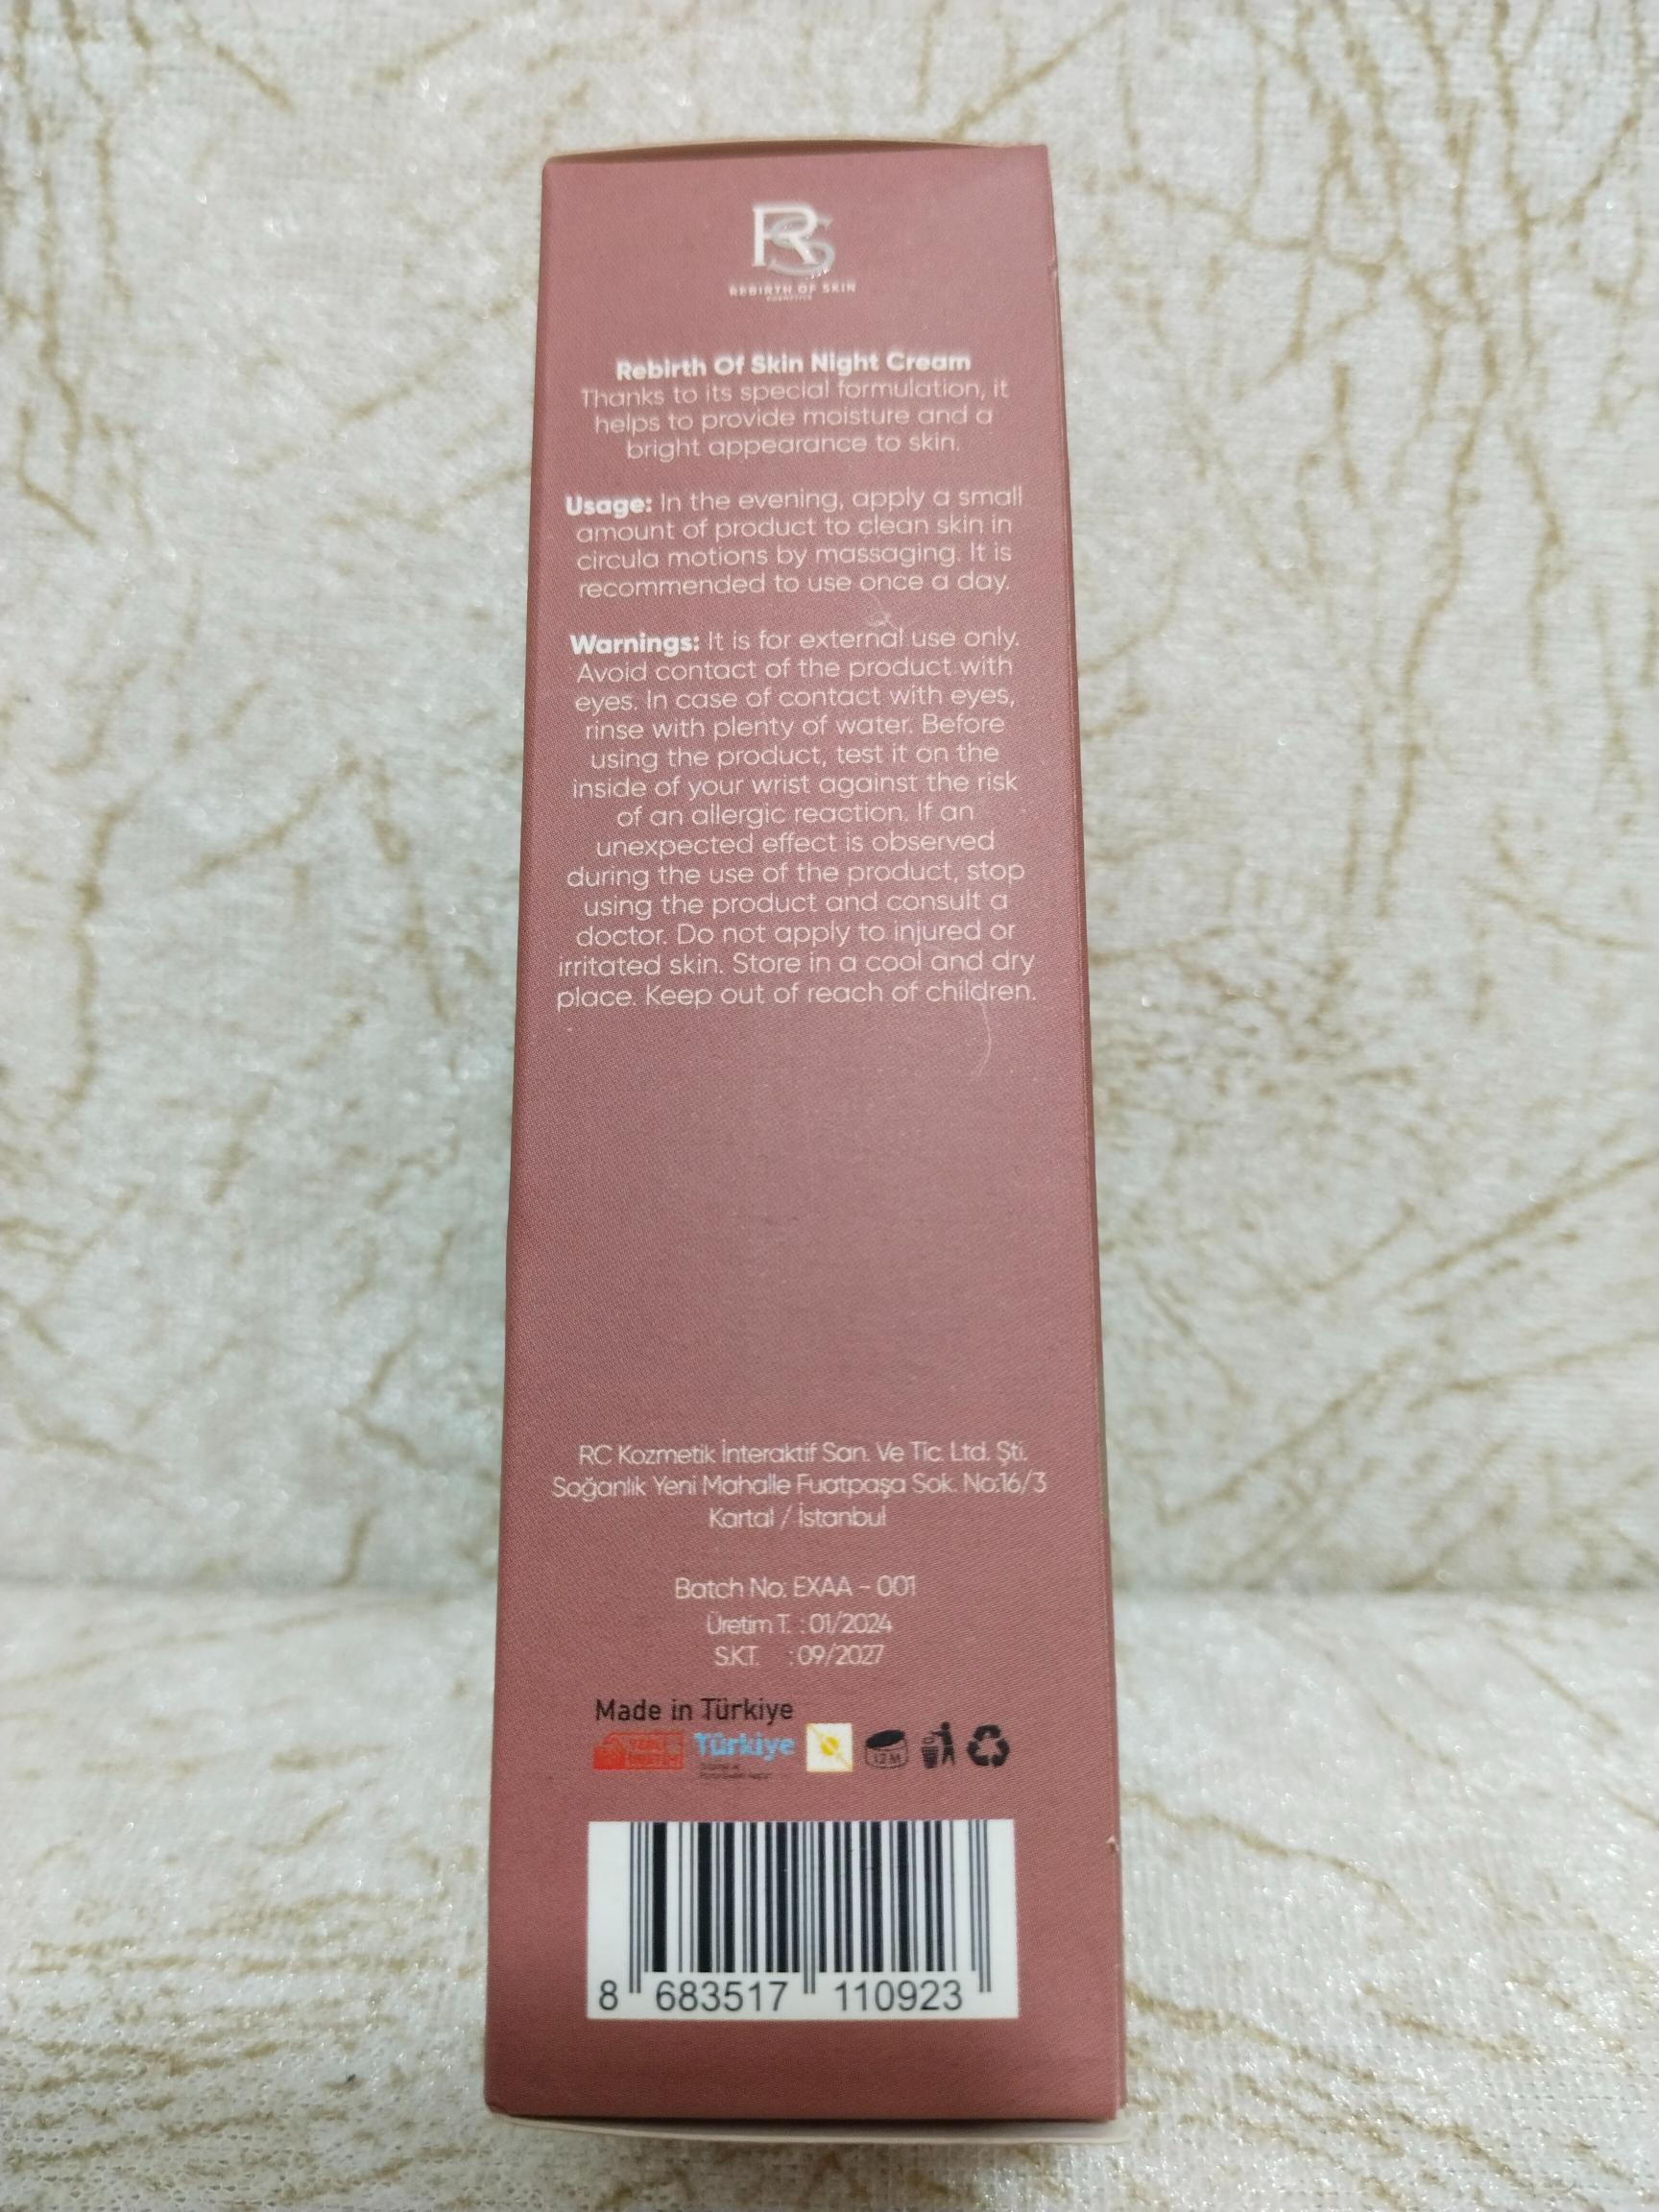 RS
REBIRTH OF SKIN
COSMETICS
Rebirth Of Skin Night Cream
Thanks to its special formulation, it
helps to provide moisture and a
bright appearance to skin.
Usage: In the evening, apply a small
amount of product to clean skin in
circula motions by massaging. It is
recommended to use once a day.
Warnings: It is for external use only.
Avoid contact of the product with
eyes. In case of contact with eyes,
rinse with plenty of water. Before
using the product, test it on the
inside of your wrist against the risk
of an allergic reaction. If an
unexpected effect is observed
during the use of the product, stop
using the product and consult a
doctor. Do not apply to injured or
irritated skin. Store in a cool and dry
place. Keep out of reach of children.
RC Kozmetik İnteraktif San. Ve Tic. Ltd. Şti.
Soğanlık Yeni Mahalle Fuatpaşa Sok. No:16/3
Kartal / İstanbul
Batch No: EXAA - 001
Üretim T. : 01/2024
S.K.T. : 09/2027
Made in Türkiye
YERLİ
ÜRETİM
Türkiye
12 M
8 683517 110923